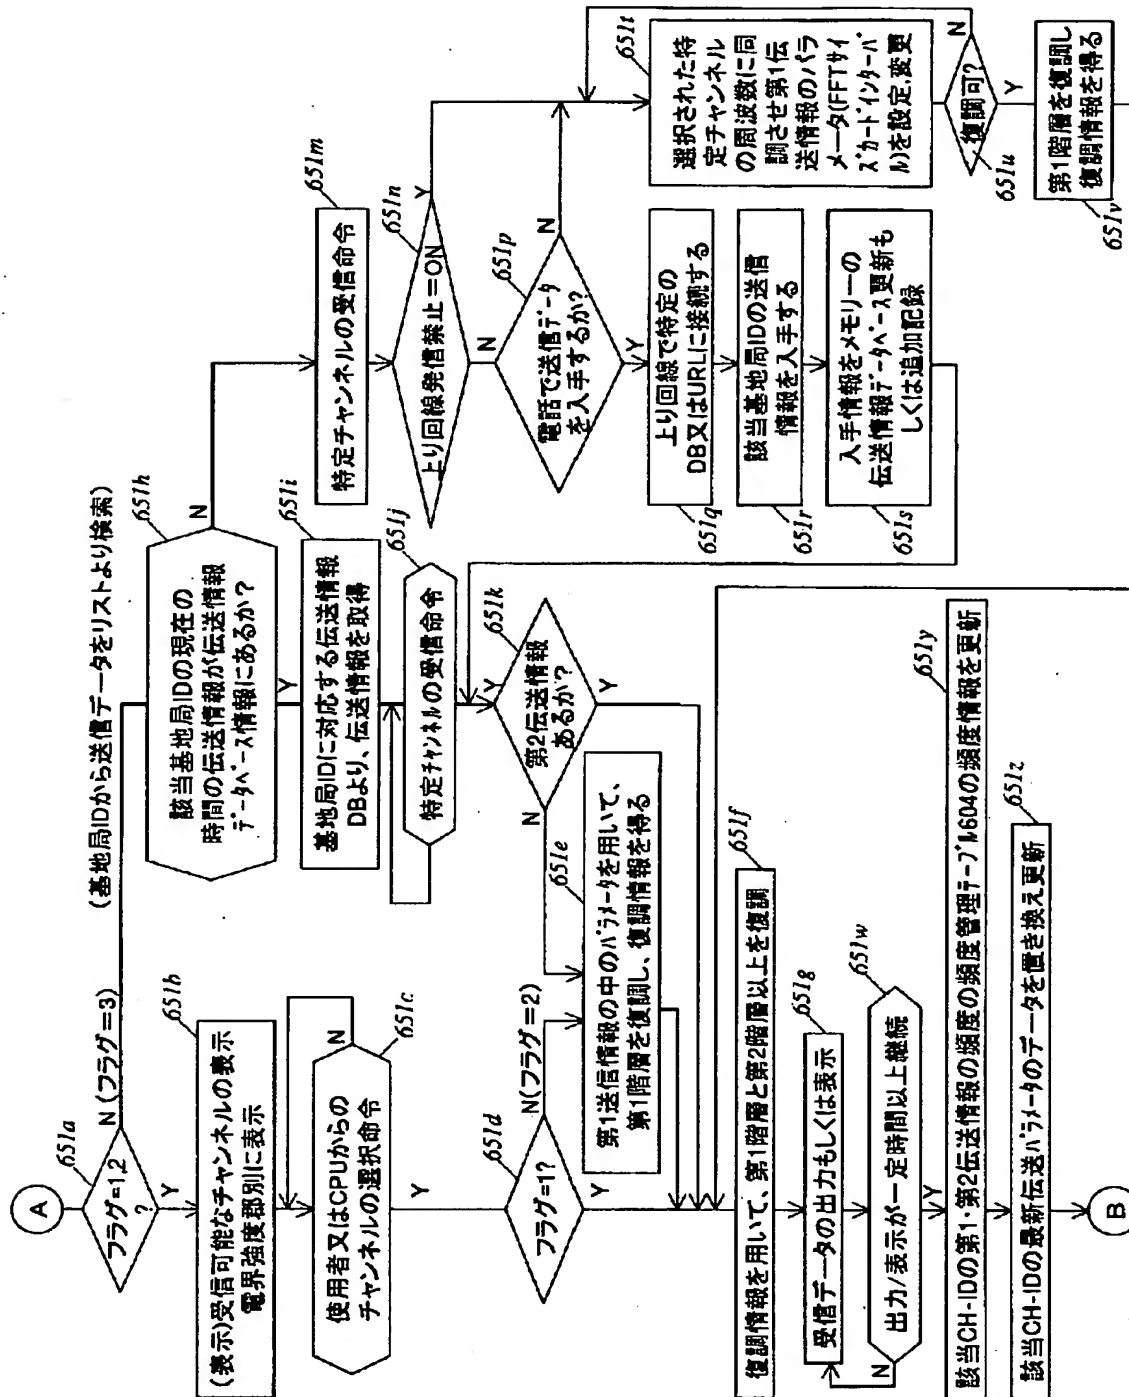 A
651a
フラグ=1,2
?
N(フラグ=3)
(基地局IDから送信データをリストより検索)
Y
651b
(表示)受信可能なチャンネルの表示
電界強度郡別に表示
651c
使用者又はCPUからの
チャンネルの選択命令
N
Y
651d
フラグ=1?
N(フラグ=2)
Y
651e
第1送信情報の中のパラメータを用いて、
第1階層を復調し、復調情報を得る
651h
該当基地局IDの現在の
時間の伝送情報が伝送情報
データベース情報にあるか?
N
Y
651i
基地局IDに対応する伝送情報
DBより、伝送情報を取得
651j
特定チャンネルの受信命令
Y
651k
第2伝送情報
あるか?
N
Y
651m
特定チャンネルの受信命令
651n
上り回線発信禁止=ON
Y
N
651p
電話で送信データ
を入手するか?
N
Y
上り回線で特定の
DB又はURLに接続する
651q
該当基地局IDの送信
情報を入手する
651r
入手情報をメモリーの
伝送情報データベース更新も
しくは追加記録
651s
651t
選択された特
定チャンネル
の周波数に同
調させ第1伝
送情報のパラ
メータ(FFTサイ
ズガードインターバ
ル)を設定,変更
復調可?
N
Y
651u
第1階層を復調し
復調情報を得る
651v
651f
復調情報を用いて、第1階層と第2階層以上を復調
651g
受信データの出力もしくは表示
651w
出力/表示が一定時間以上継続
N
Y
651y
該当CH-IDの第1・第2伝送情報の頻度の頻度管理テーブル604の頻度情報を更新
651z
該当CH-IDの最新伝送パラメータのデータを置き換え更新
B